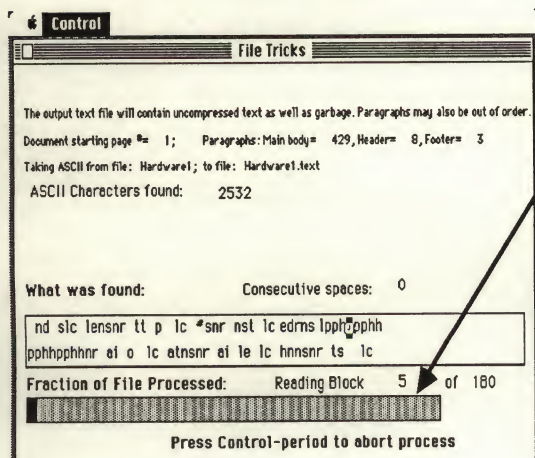 Control
File Tricks
The output text file will contain uncompressed text as well as garbage. Paragraphs may also be out of order.
Document starting page #= 1; Paragraphs: Main body= 429, Header= 8, Footer= 3
Taking ASCII from file: Hardware1; to file: Hardware1.text
ASCII Characters found: 2532
What was found: Consecutive spaces: 0
nd slc lensnr tt p lc *snr nst lc edrns
pphhpphhnr ai o lc atnsnr ai le lc hnnsnr ts lc
Fraction of File Processed: Reading Block 5 of 180
Press Control-period to abort process